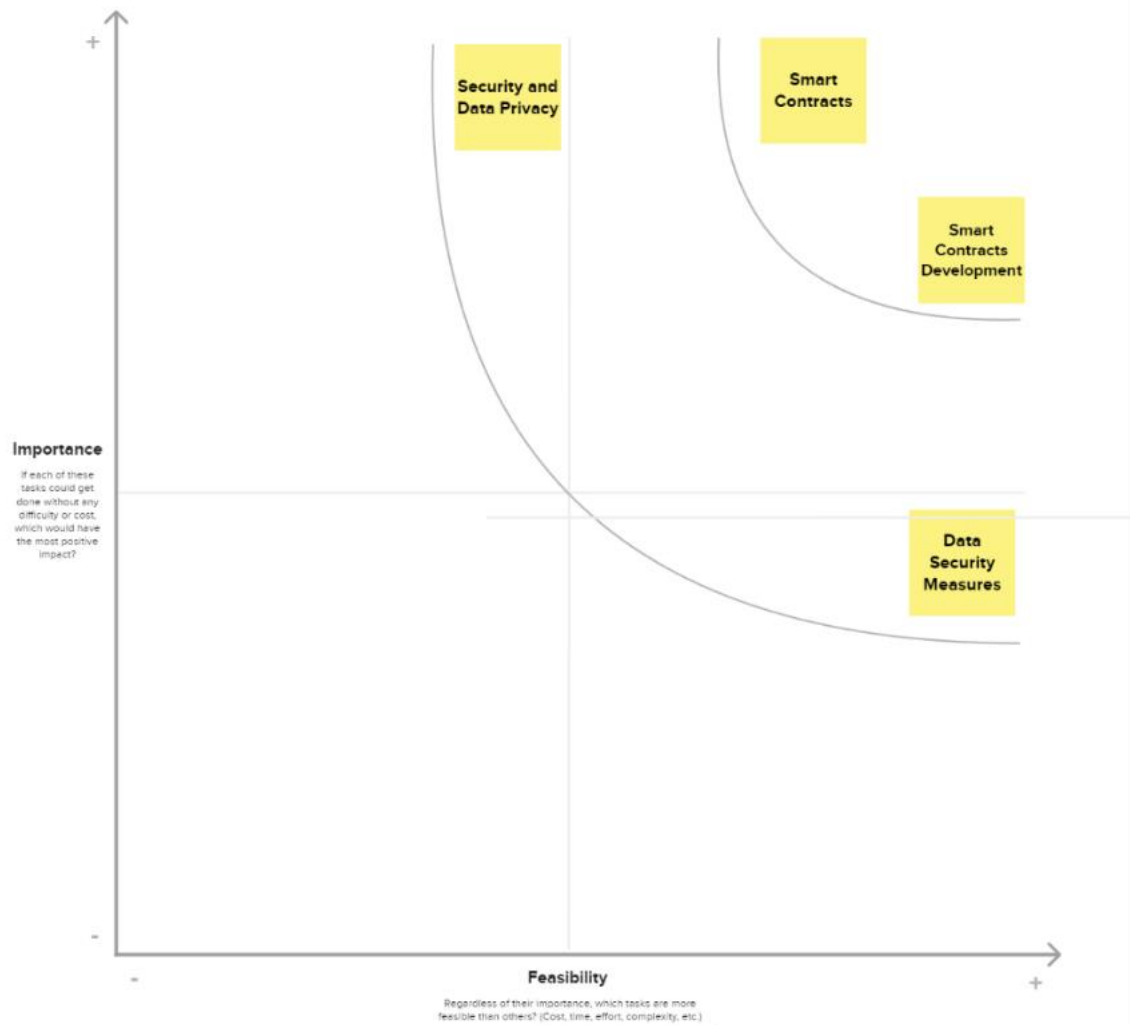 +
Security and
Data Privacy
Smart
Contracts
Smart
Contracts
Development
Importance
If each of these
tasks could get
done without any
difficulty or cost,
which would have
the most positive
impact?
Data
Security
Measures
-
-
Feasibility
+
Regardless of their importance, which tasks are more
feasible than others? (Cost, time, effort, complexity, etc.)